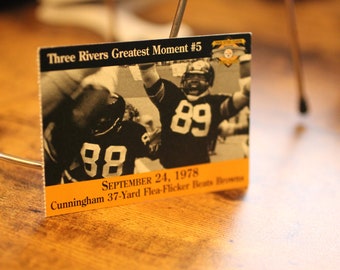 Three Rivers Greatest Moment #5
88
89
SEPTEMBER 24, 1978
Cunningham 37-Yard Flea-Flicker Beats Browns